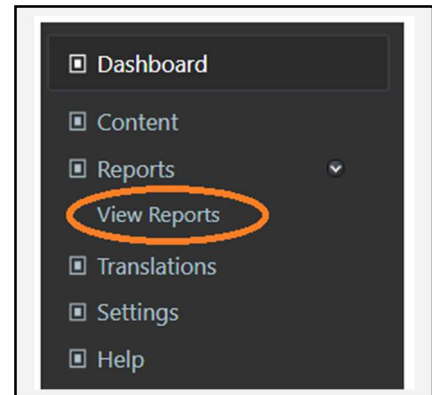 Dashboard
Content
Reports
View Reports
Translations
Settings
Help